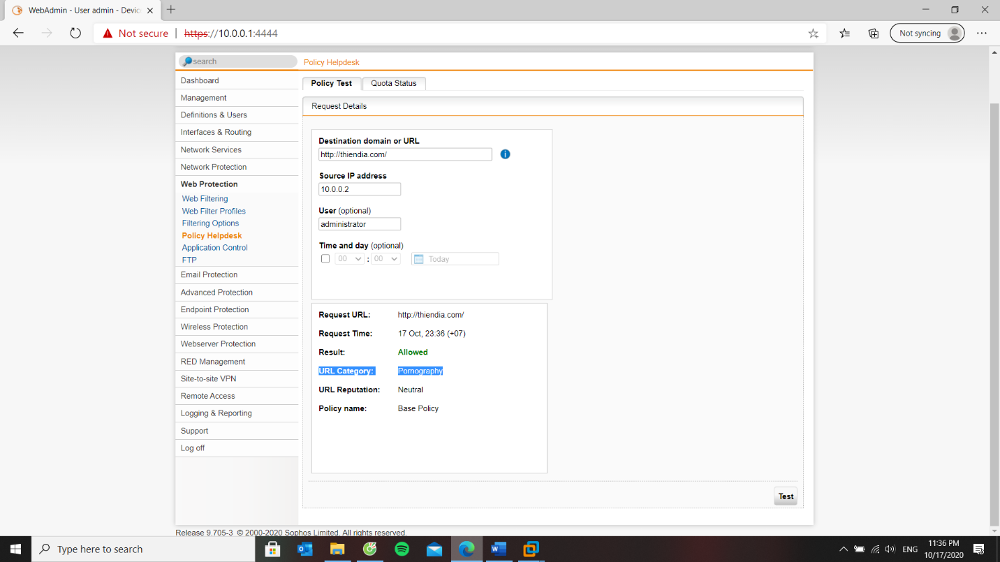 WebAdmin - User admin - Devic
Not secure | https://10.0.0.1:4444
Not syncing
search
Policy Helpdesk
Dashboard
Management
Definitions & Users
Interfaces & Routing
Network Services
Network Protection
Web Protection
Web Filtering
Web Filter Profiles
Filtering Options
Policy Helpdesk
Application Control
FTP
Email Protection
Advanced Protection
Endpoint Protection
Wireless Protection
Webserver Protection
RED Management
Site-to-site VPN
Remote Access
Logging & Reporting
Support
Log off
Policy Test
Quota Status
Request Details
Destination domain or URL
http://thiendia.com/
Source IP address
10.0.0.2
User (optional)
administrator
Time and day (optional)
00 : 00 Today
Request URL: http://thiendia.com/
Request Time: 17 Oct, 23:36 (+07)
Result: Allowed
URL Category: Pornography
URL Reputation: Neutral
Policy name: Base Policy
Test
Release 9.705-3 © 2000-2020 Sophos Limited. All rights reserved.
Type here to search
ENG
11:36 PM
10/17/2020